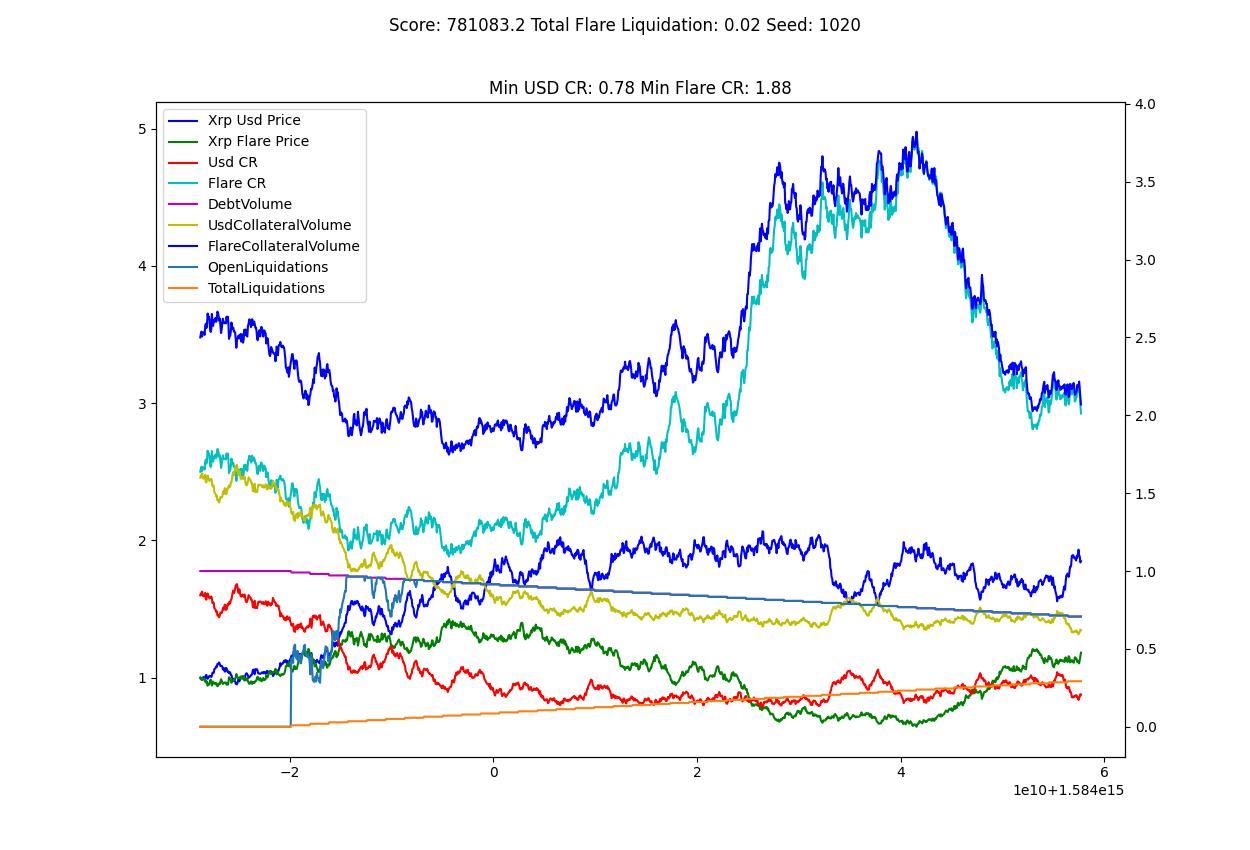 Score: 781083.2 Total Flare Liquidation: 0.02 Seed: 1020
Min USD CR: 0.78 Min Flare CR: 1.88
Xrp Usd Price
Xrp Flare Price
Usd CR
Flare CR
DebtVolume
UsdCollateralVolume
FlareCollateralVolume
OpenLiquidations
TotalLiquidations
5
4
3
2
1
4.0
3.5
3.0
2.5
2.0
1.5
1.0
0.5
0.0
−2 0 2 4 6
1e10+1.584e15